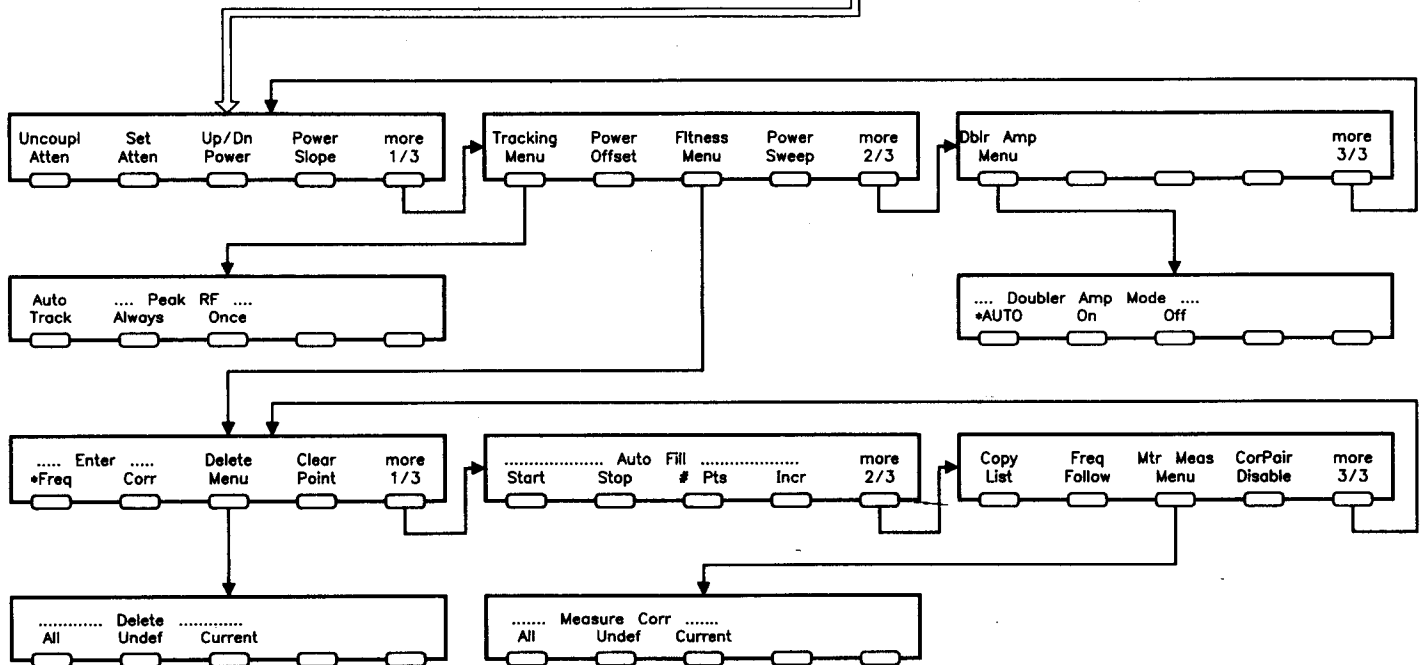 Uncoupl Set Up/Dn Power more
Atten Atten Power Slope 1/3
Tracking Power Fltness Power more
Menu Offset Menu Sweep 2/3
Dblr Amp more
Menu 3/3
Auto .... Peak RF ....
Track Always Once
.... Doubler Amp Mode ....
*AUTO On Off
..... Enter ..... Delete Clear more
*Freq Corr Menu Point 1/3
.................... Auto Fill ....................
more
Start Stop # Pts Incr 2/3
Copy Freq Mtr Meas CorPair more
List Follow Menu Disable 3/3
............. Delete .............
All Undef Current
....... Measure Corr .......
All Undef Current